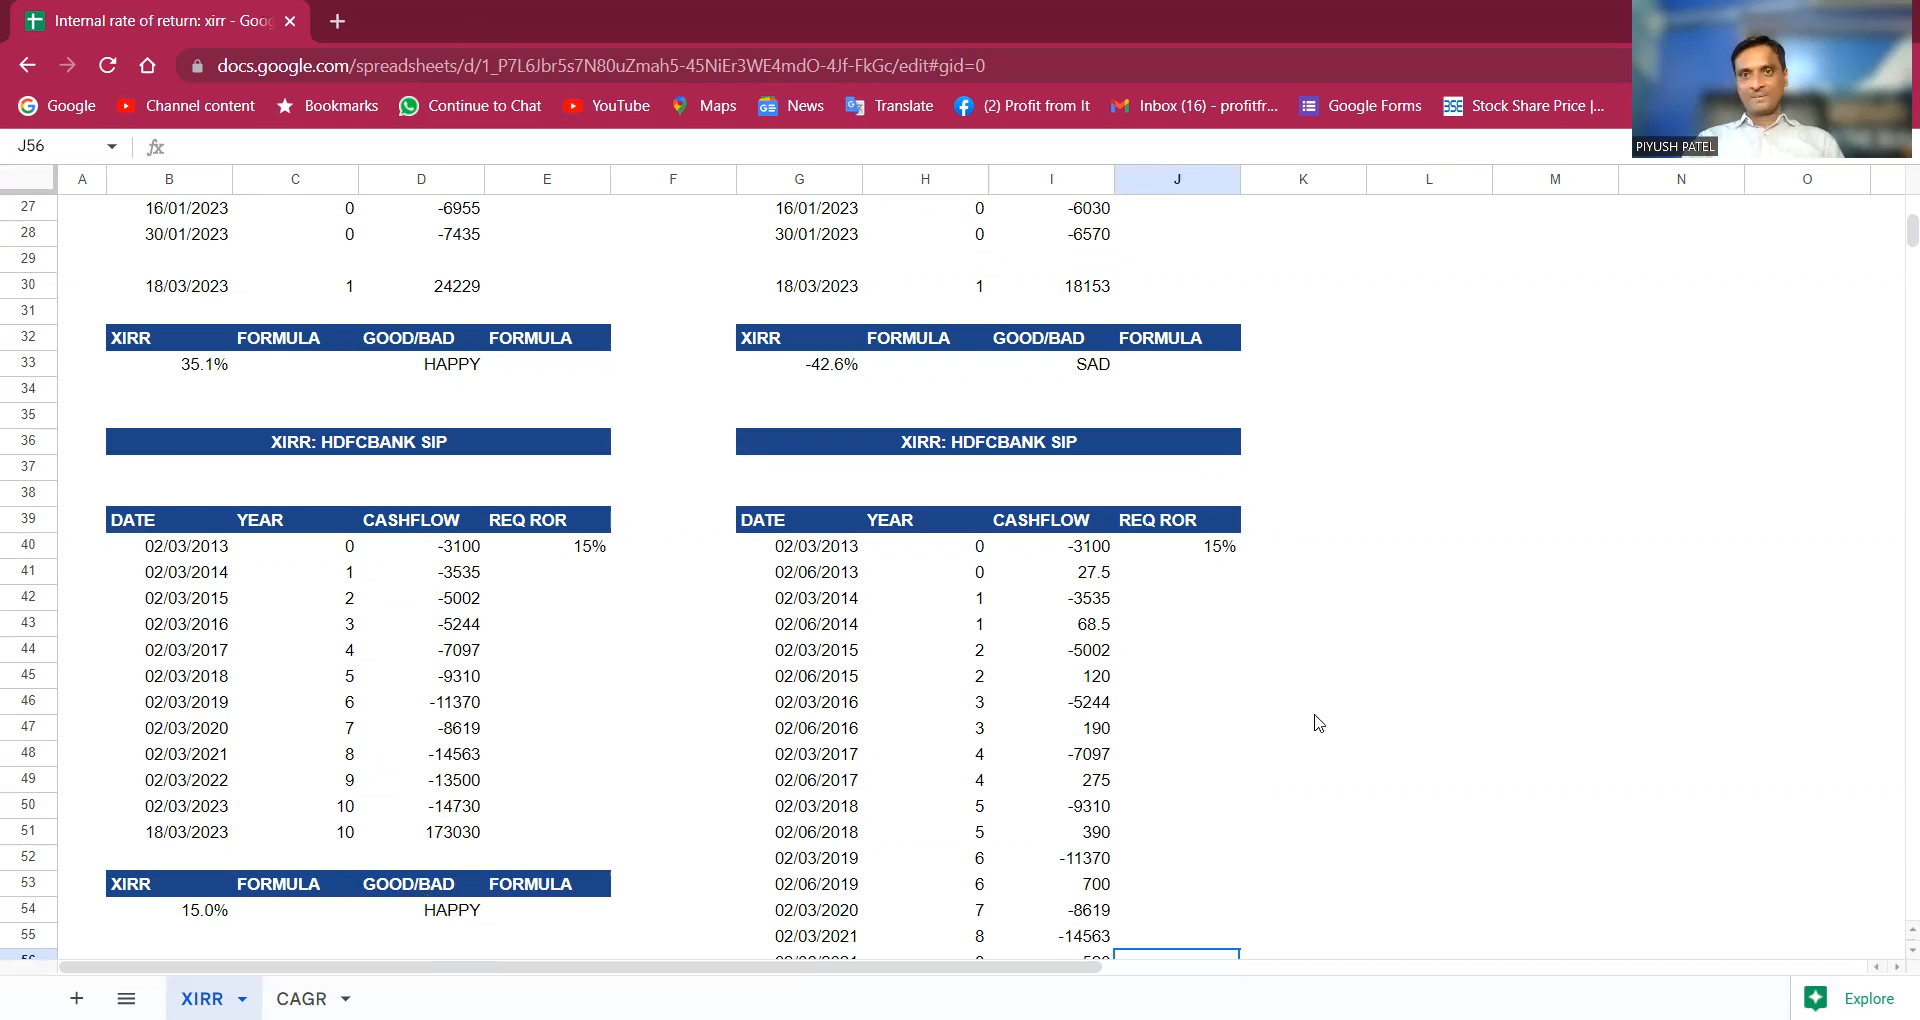 Internal rate of return: xirr - Goo
docs.google.com/spreadsheets/d/1_P7L6Jbr5s7N80uZmah5-45NiEr3WE4mdO-4Jf-FkGc/edit#gid=0
Google Channel content Bookmarks Continue to Chat YouTube Maps News Translate (2) Profit from It Inbox (16) - profitfr... Google Forms Stock Share Price |...
PIYUSH PATEL
J56 fx
A B C D E F G H I J K L M N O
27 16/01/2023 0 -6955 16/01/2023 0 -6030
28 30/01/2023 0 -7435 30/01/2023 0 -6570
29
30 18/03/2023 1 24229 18/03/2023 1 18153
31
32 XIRR FORMULA GOOD/BAD FORMULA XIRR FORMULA GOOD/BAD FORMULA
33 35.1% HAPPY -42.6% SAD
34
35
36 XIRR: HDFCBANK SIP XIRR: HDFCBANK SIP
37
38
39 DATE YEAR CASHFLOW REQ ROR DATE YEAR CASHFLOW REQ ROR
40 02/03/2013 0 -3100 15% 02/03/2013 0 -3100 15%
41 02/03/2014 1 -3535 02/06/2013 0 27.5
42 02/03/2015 2 -5002 02/03/2014 1 -3535
43 02/03/2016 3 -5244 02/06/2014 1 68.5
44 02/03/2017 4 -7097 02/03/2015 2 -5002
45 02/03/2018 5 -9310 02/06/2015 2 120
46 02/03/2019 6 -11370 02/03/2016 3 -5244
47 02/03/2020 7 -8619 02/06/2016 3 190
48 02/03/2021 8 -14563 02/03/2017 4 -7097
49 02/03/2022 9 -13500 02/06/2017 4 275
50 02/03/2023 10 -14730 02/03/2018 5 -9310
51 18/03/2023 10 173030 02/06/2018 5 390
52 02/03/2019 6 -11370
53 XIRR FORMULA GOOD/BAD FORMULA 02/06/2019 6 700
54 15.0% HAPPY 02/03/2020 7 -8619
55 02/03/2021 8 -14563
XIRR CAGR Explore